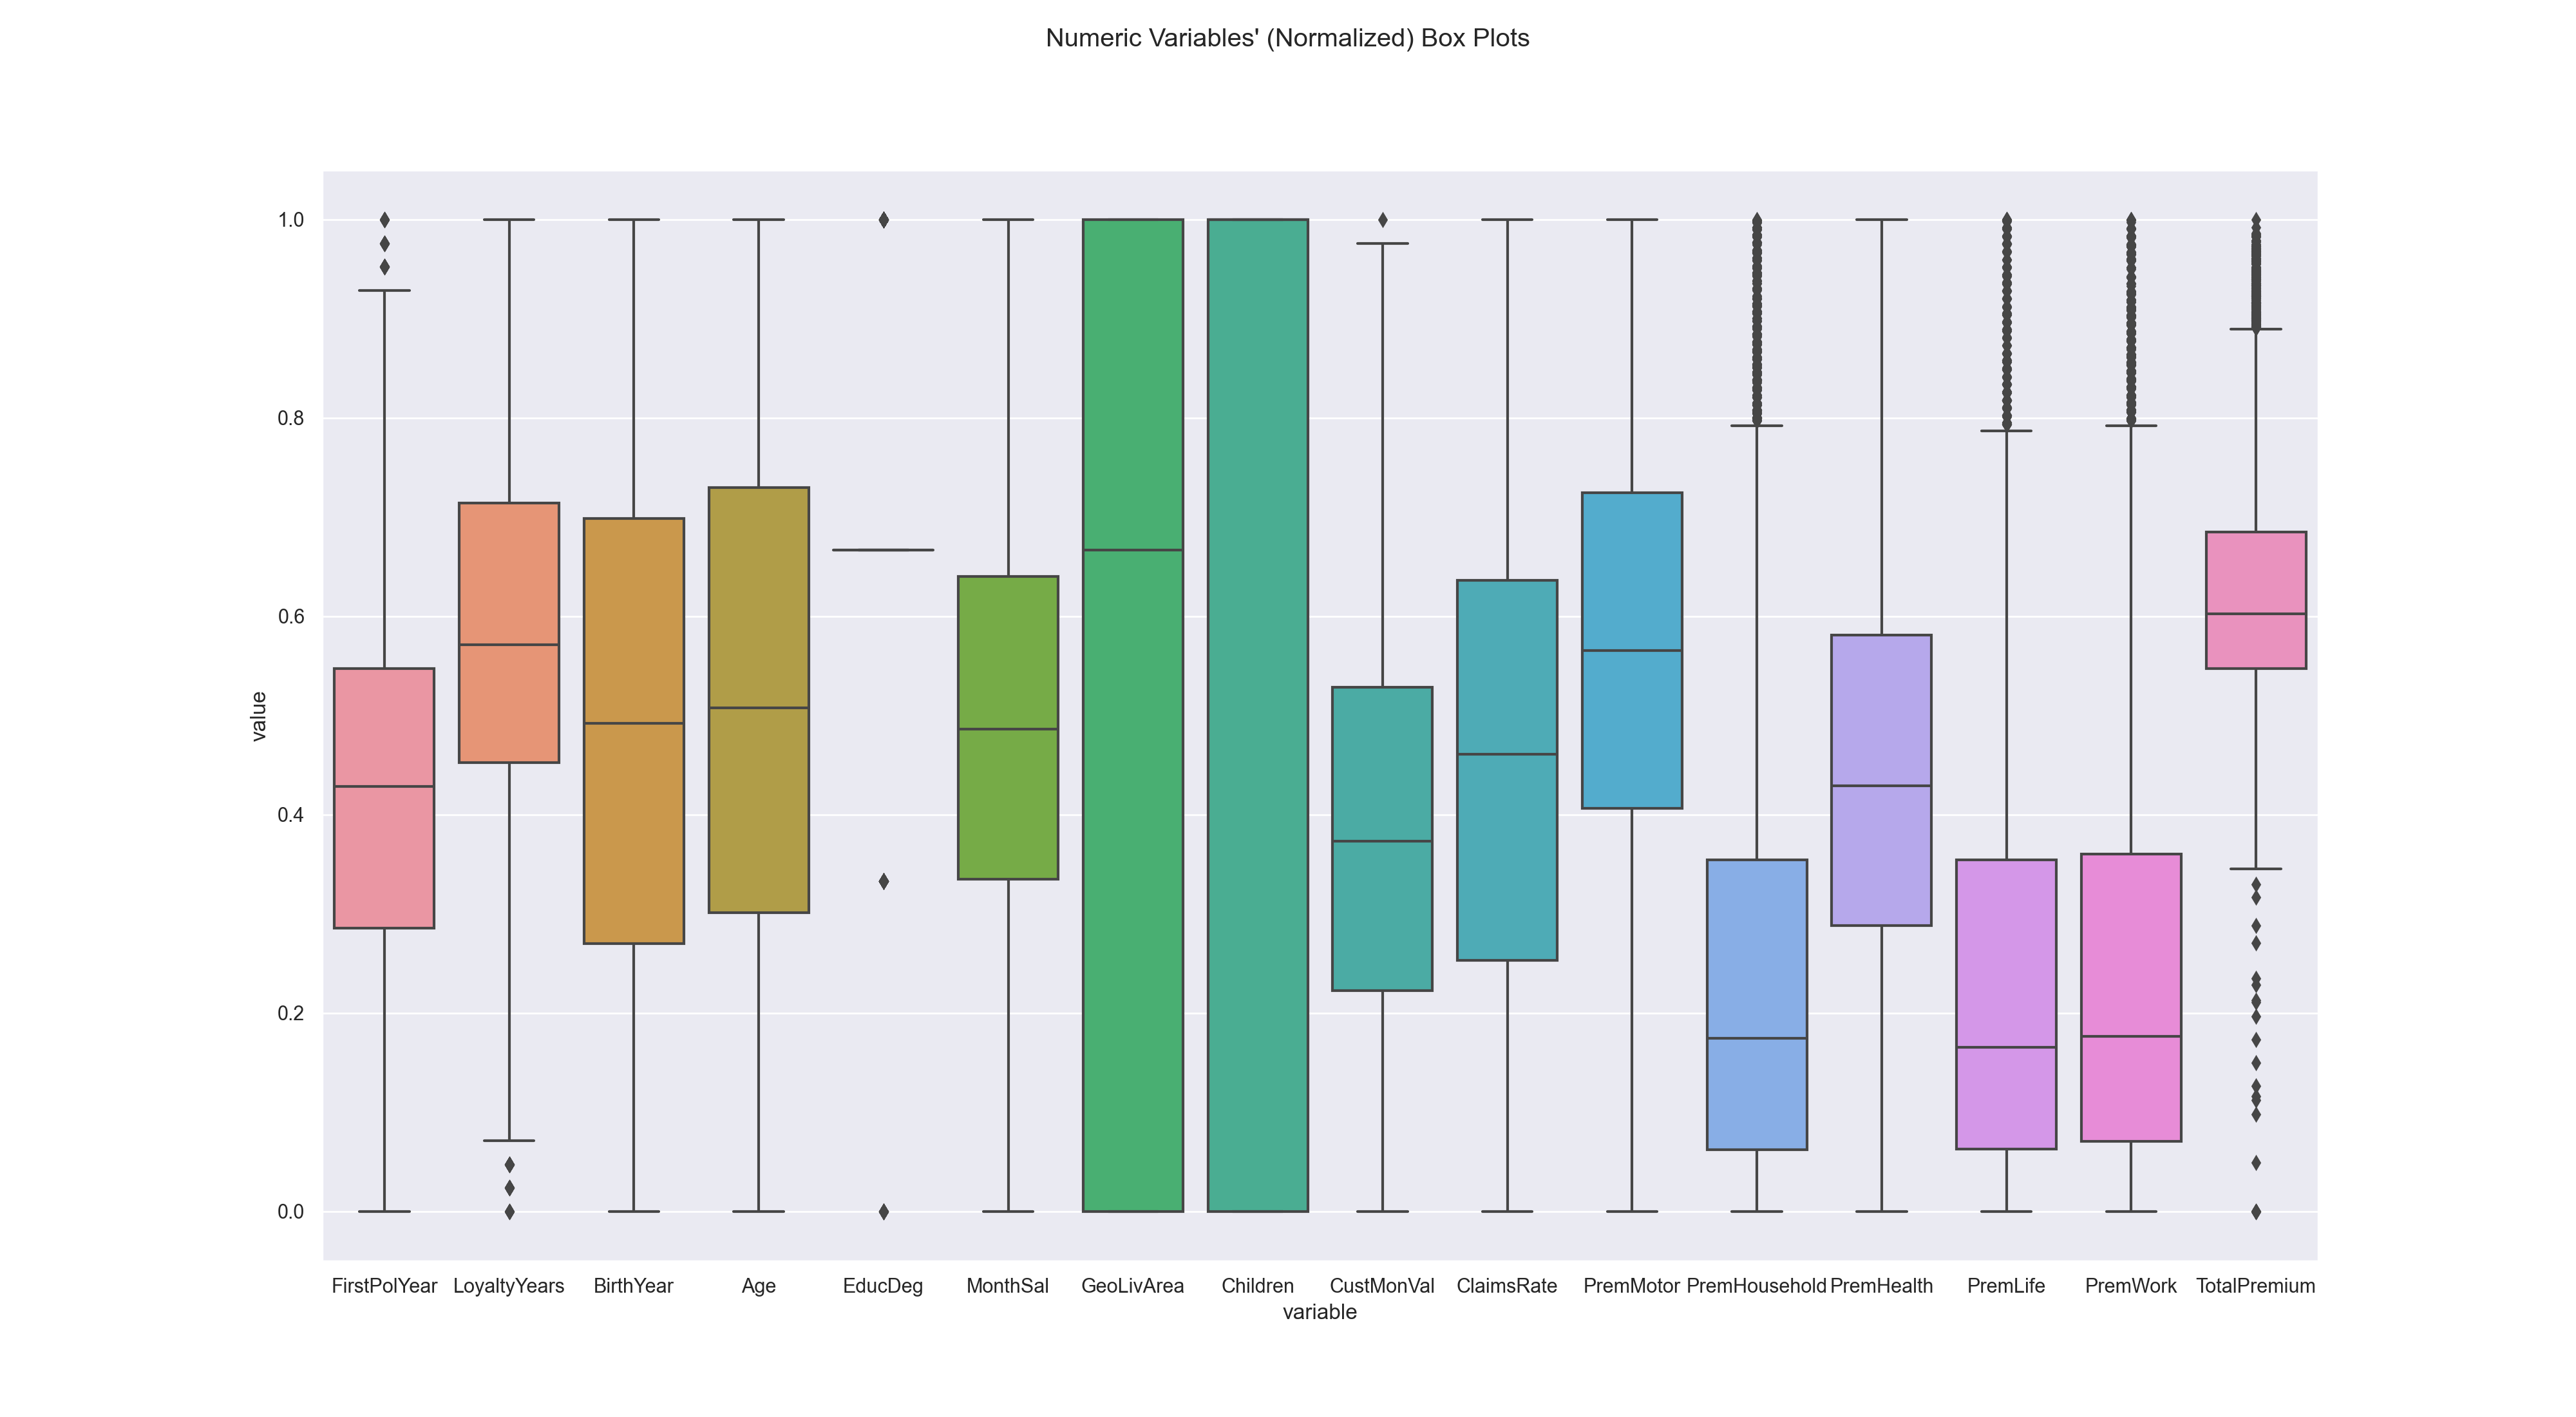 Numeric Variables' (Normalized) Box Plots
1.0
0.8
0.6
0.4
0.2
0.0
value
FirstPolYear LoyaltyYears BirthYear Age EducDeg MonthSal GeoLivArea Children CustMonVal ClaimsRate PremMotor PremHousehold PremHealth PremLife PremWork TotalPremium
variable